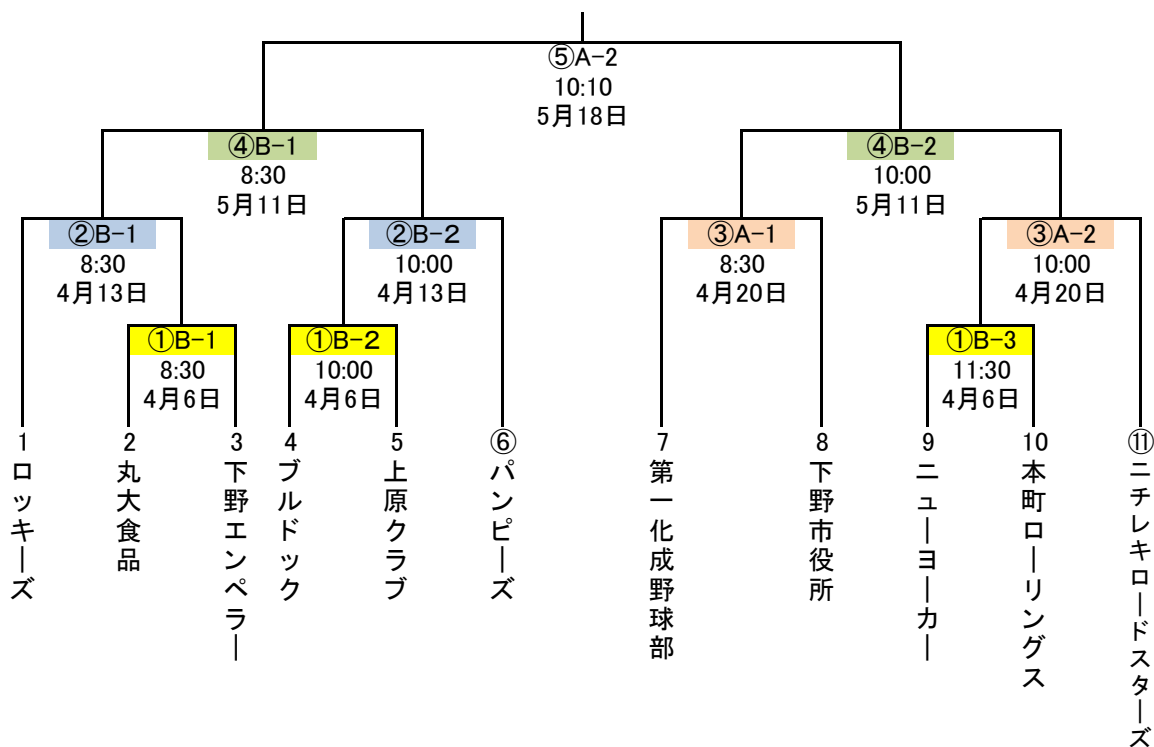 ⑤A-2
10:10
5月18日
④B-1
8:30
5月11日
④B-2
10:00
5月11日
②B-1
8:30
4月13日
②B-2
10:00
4月13日
③A-1
8:30
4月20日
③A-2
10:00
4月20日
①B-1
8:30
4月6日
①B-2
10:00
4月6日
①B-3
11:30
4月6日
1
ロッキーズ
2
丸大食品
3
下野エンペラー
4
ブルドック
5
上原クラブ
⑥
パンピーズ
7
第一化成野球部
8
下野市役所
9
ニューヨーカー
10
本町ローリングス
⑪
ニチレキロードスターズ